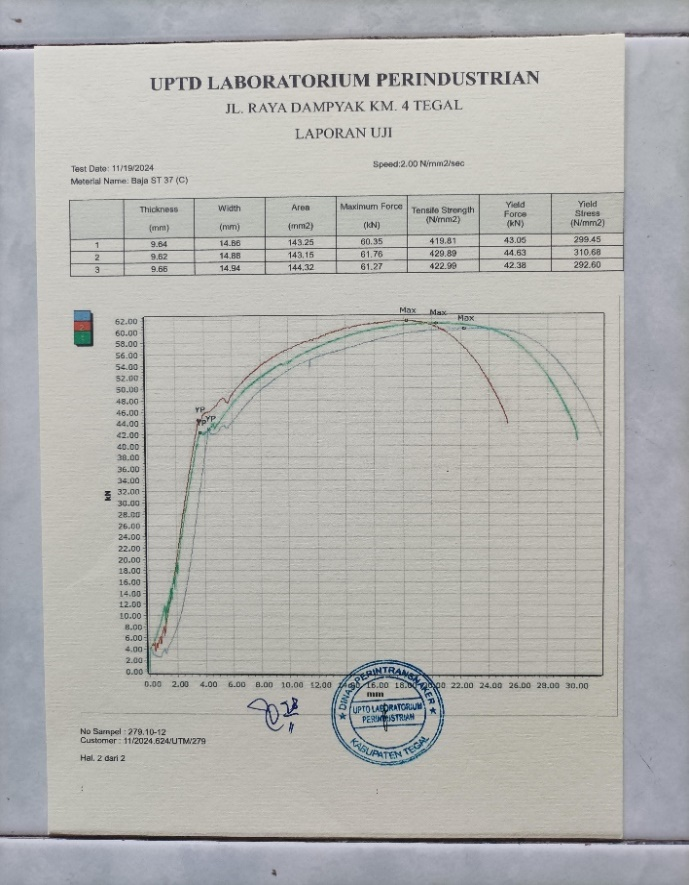 UPTD LABORATORIUM PERINDUSTRIAN
JL. RAYA DAMPYAK KM. 4 TEGAL
LAPORAN UJI
Test Date: 11/19/2024
Speed:2.00 N/mm2/sec
Meterial Name: Baja ST 37 (C)
Thickness (mm) Width (mm) Area (mm2) Maximum Force (kN) Tensile Strength (N/mm2) Yield Force (kN) Yield Stress (N/mm2)
1 9.64 14.86 143.25 60.35 419.81 43.05 299.45
2 9.62 14.88 143.15 61.76 429.89 44.63 310.68
3 9.66 14.94 144.32 61.27 422.99 42.38 292.60
1
2
3
Max Max Max
62.00
60.00
58.00
56.00
54.00
52.00
50.00
48.00
46.00
44.00
42.00
40.00
38.00
36.00
34.00
32.00
30.00
28.00
26.00
24.00
22.00
20.00
18.00
16.00
14.00
12.00
10.00
8.00
6.00
4.00
2.00
0.00
YP
YP YP
kN
0.00 2.00 4.00 6.00 8.00 10.00 12.00 14.00 16.00 18.00 20.00 22.00 24.00 26.00 28.00 30.00
mm
DINAS PERINTRANSNAKER
UPTD LABORATORIUM
PERINDUSTRIAN
KABUPATEN TEGAL
No Sampel : 279.10-12
Customer : 11/2024.624/UTM/279
Hal. 2 dari 2